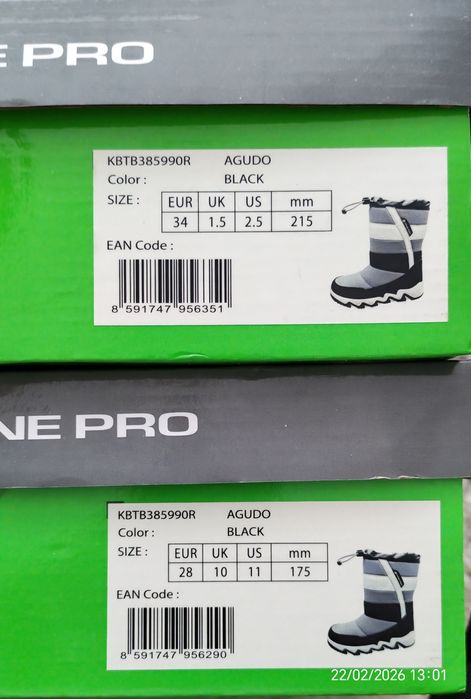 E PRO
KBTB385990R AGUDO
Color : BLACK
SIZE : EUR UK US mm
34 1.5 2.5 215
EAN Code :
8 591747 956351
NE PRO
KBTB385990R AGUDO
Color : BLACK
SIZE : EUR UK US mm
28 10 11 175
EAN Code :
8 591747 956290
22/02/2026 13:01